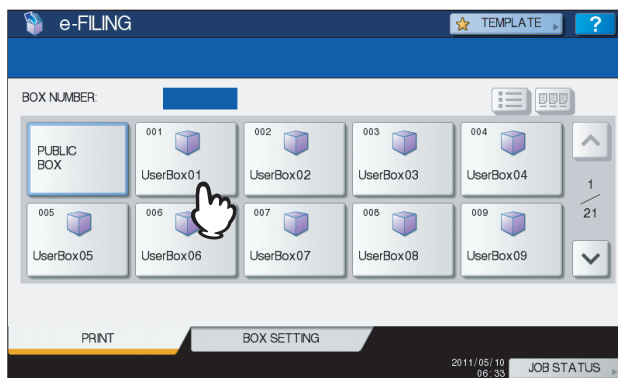 e-FILING
TEMPLATE
?
BOX NUMBER:
PUBLIC
BOX
001
UserBox01
002
UserBox02
003
UserBox03
004
UserBox04
1
21
005
UserBox05
006
UserBox06
007
UserBox07
008
UserBox08
009
UserBox09
PRINT
BOX SETTING
2011/05/10
06:33
JOB STATUS